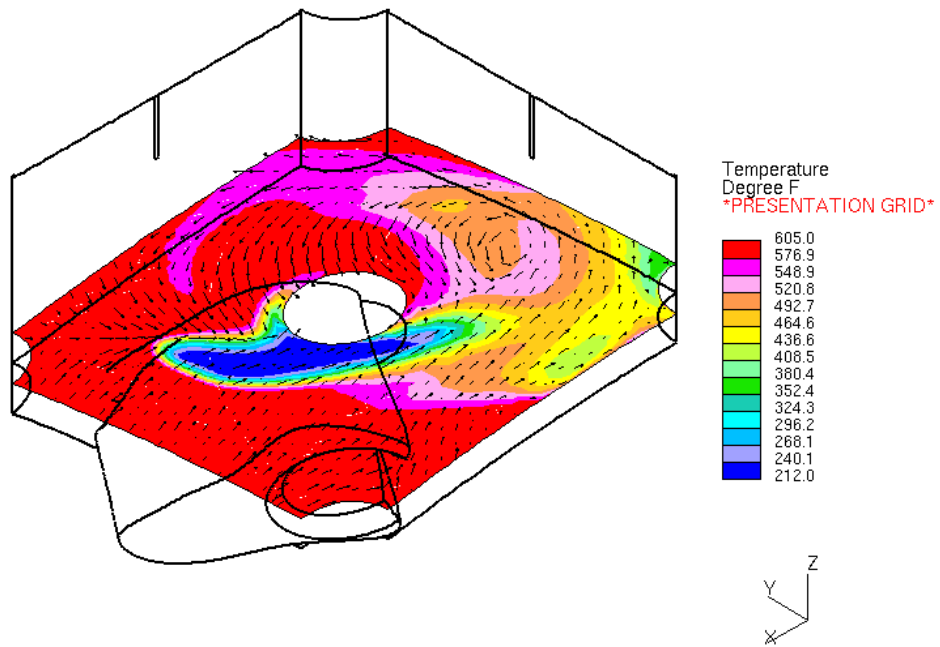 Temperature
Degree F
*PRESENTATION GRID*
605.0
576.9
548.9
520.8
492.7
464.6
436.6
408.5
380.4
352.4
324.3
296.2
268.1
240.1
212.0
Z
Y
X